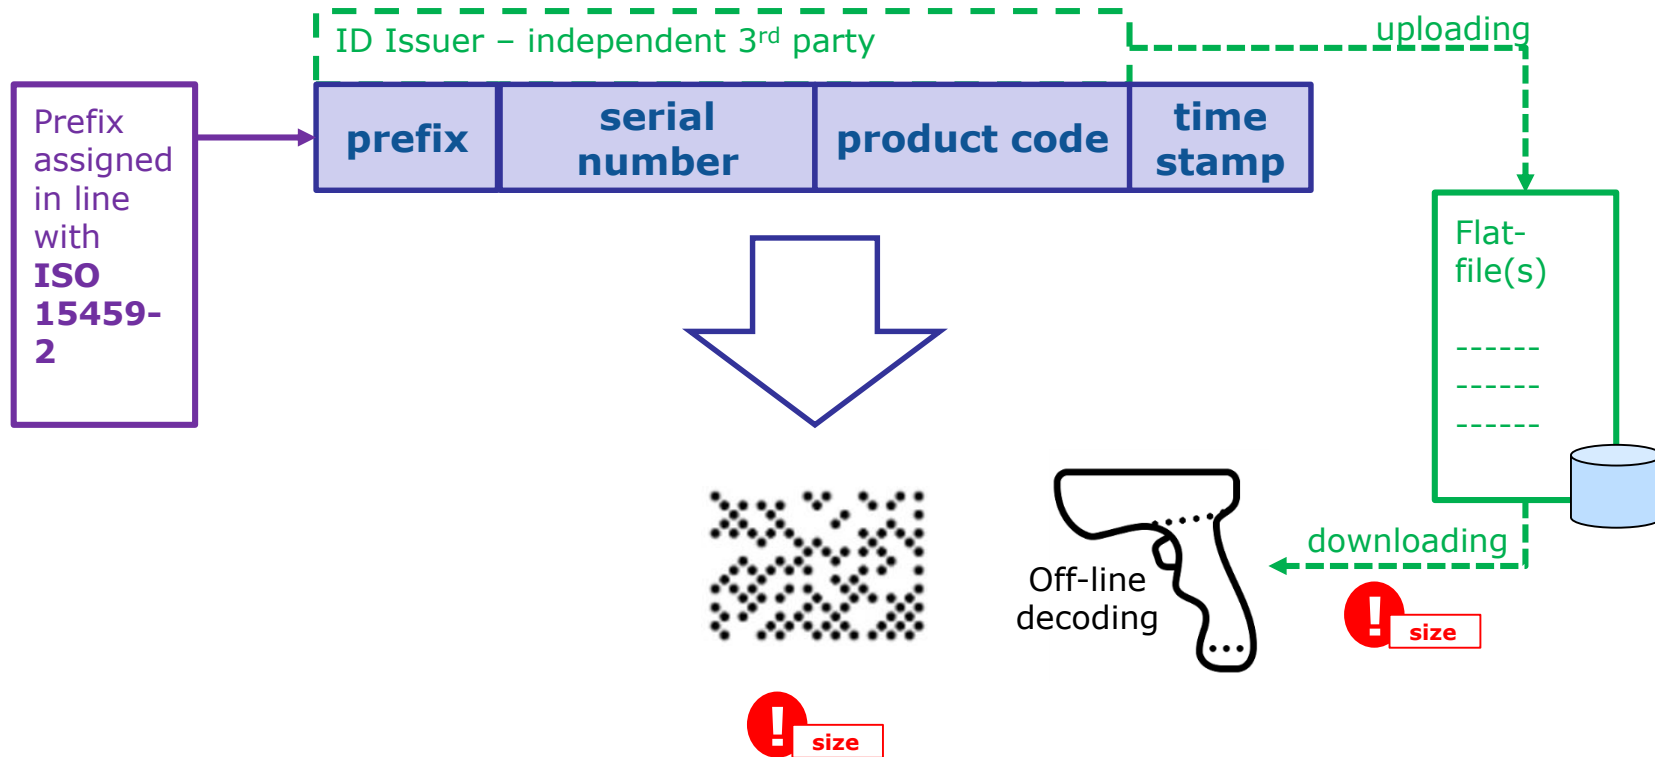 ID Issuer – independent 3rd party
uploading
Prefix
assigned
in line
with
ISO
15459-
2
prefix
serial
number
product code
time
stamp
Flat-
file(s)
------
------
------
downloading
Off-line
decoding
! size
! size